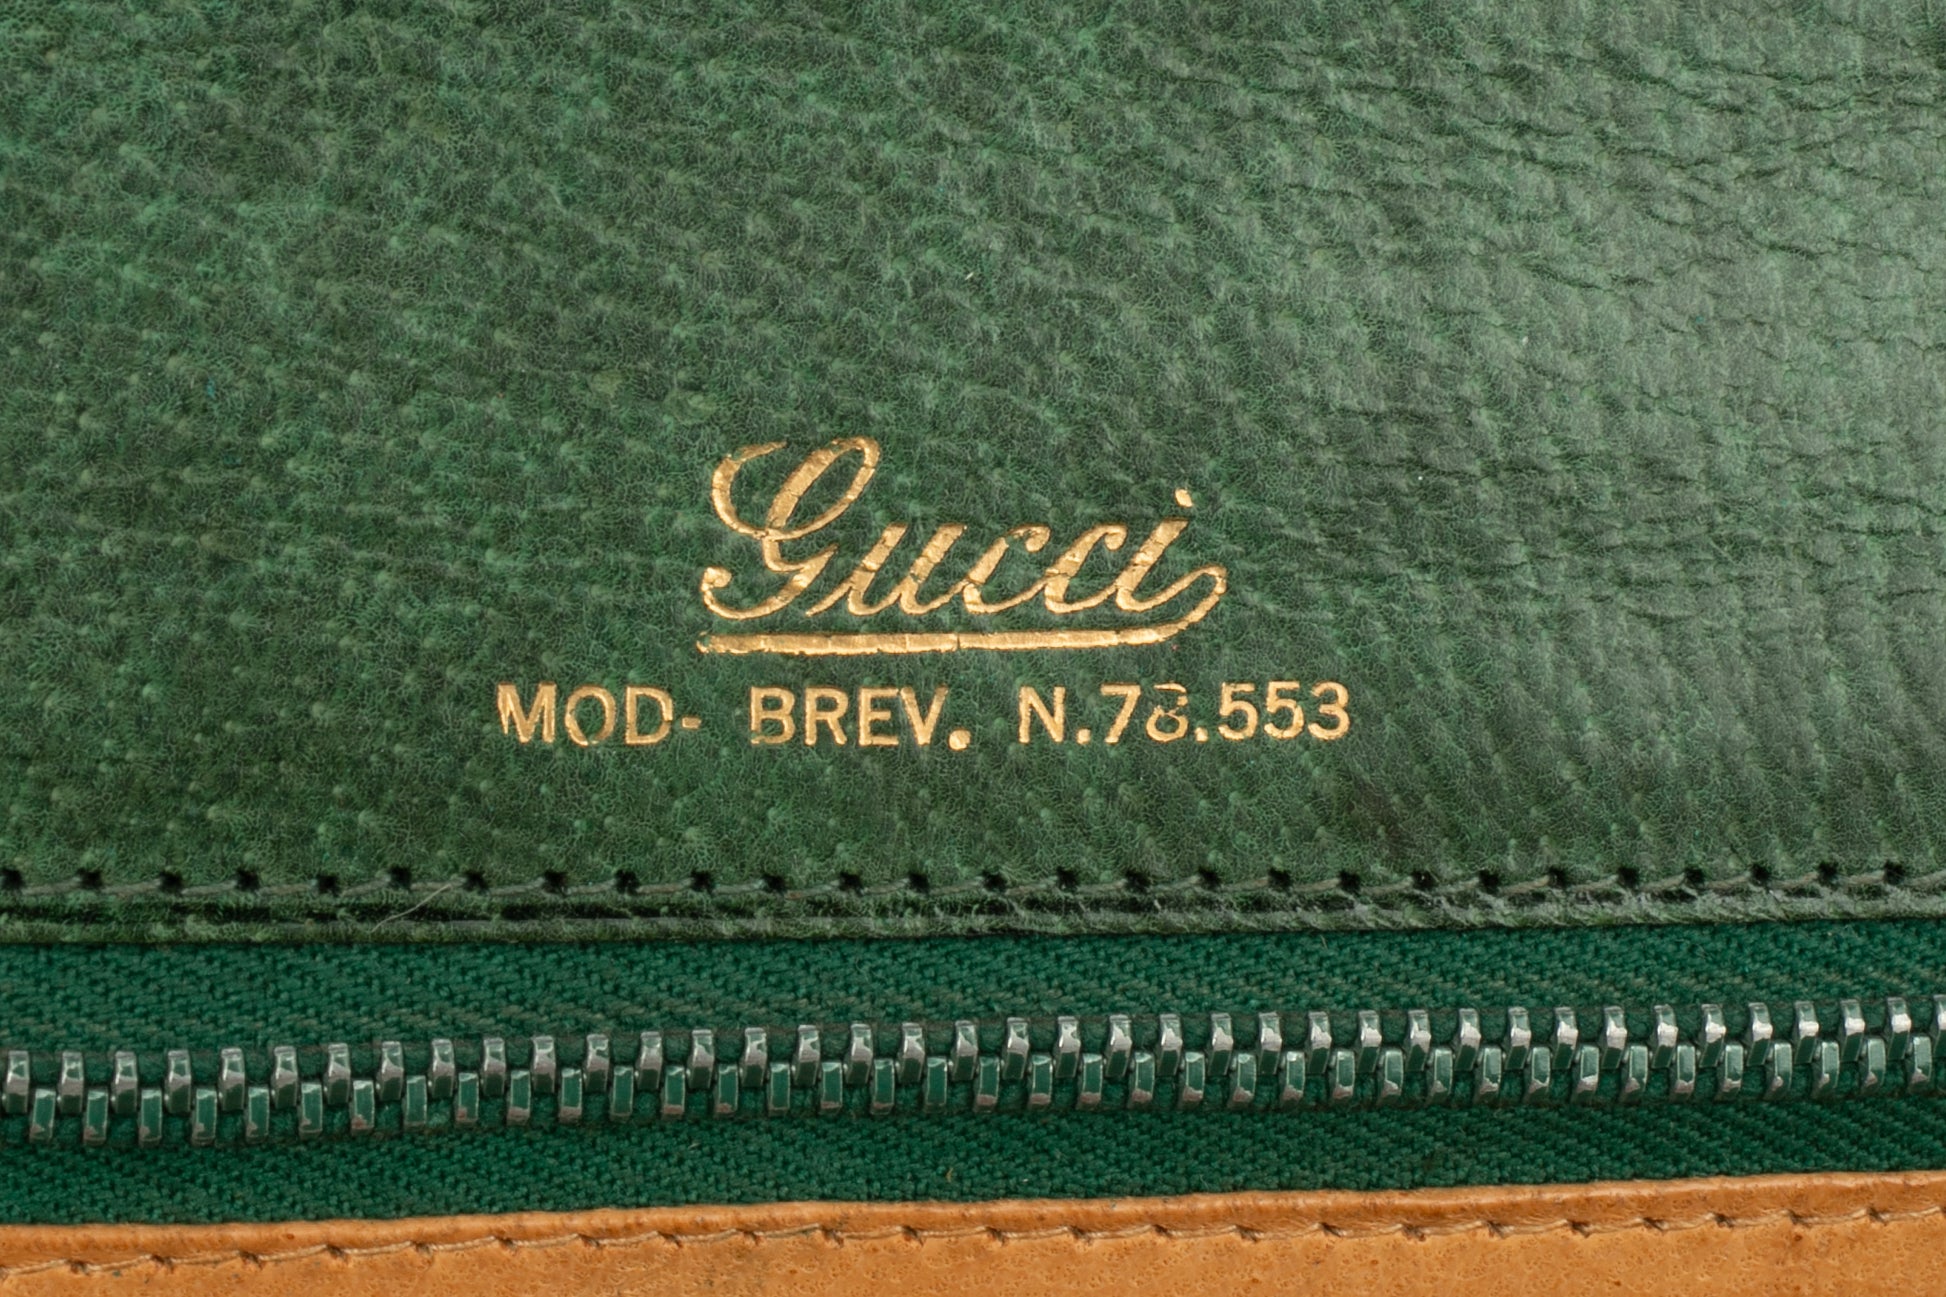 Gucci
MOD- BREV. N.78.553